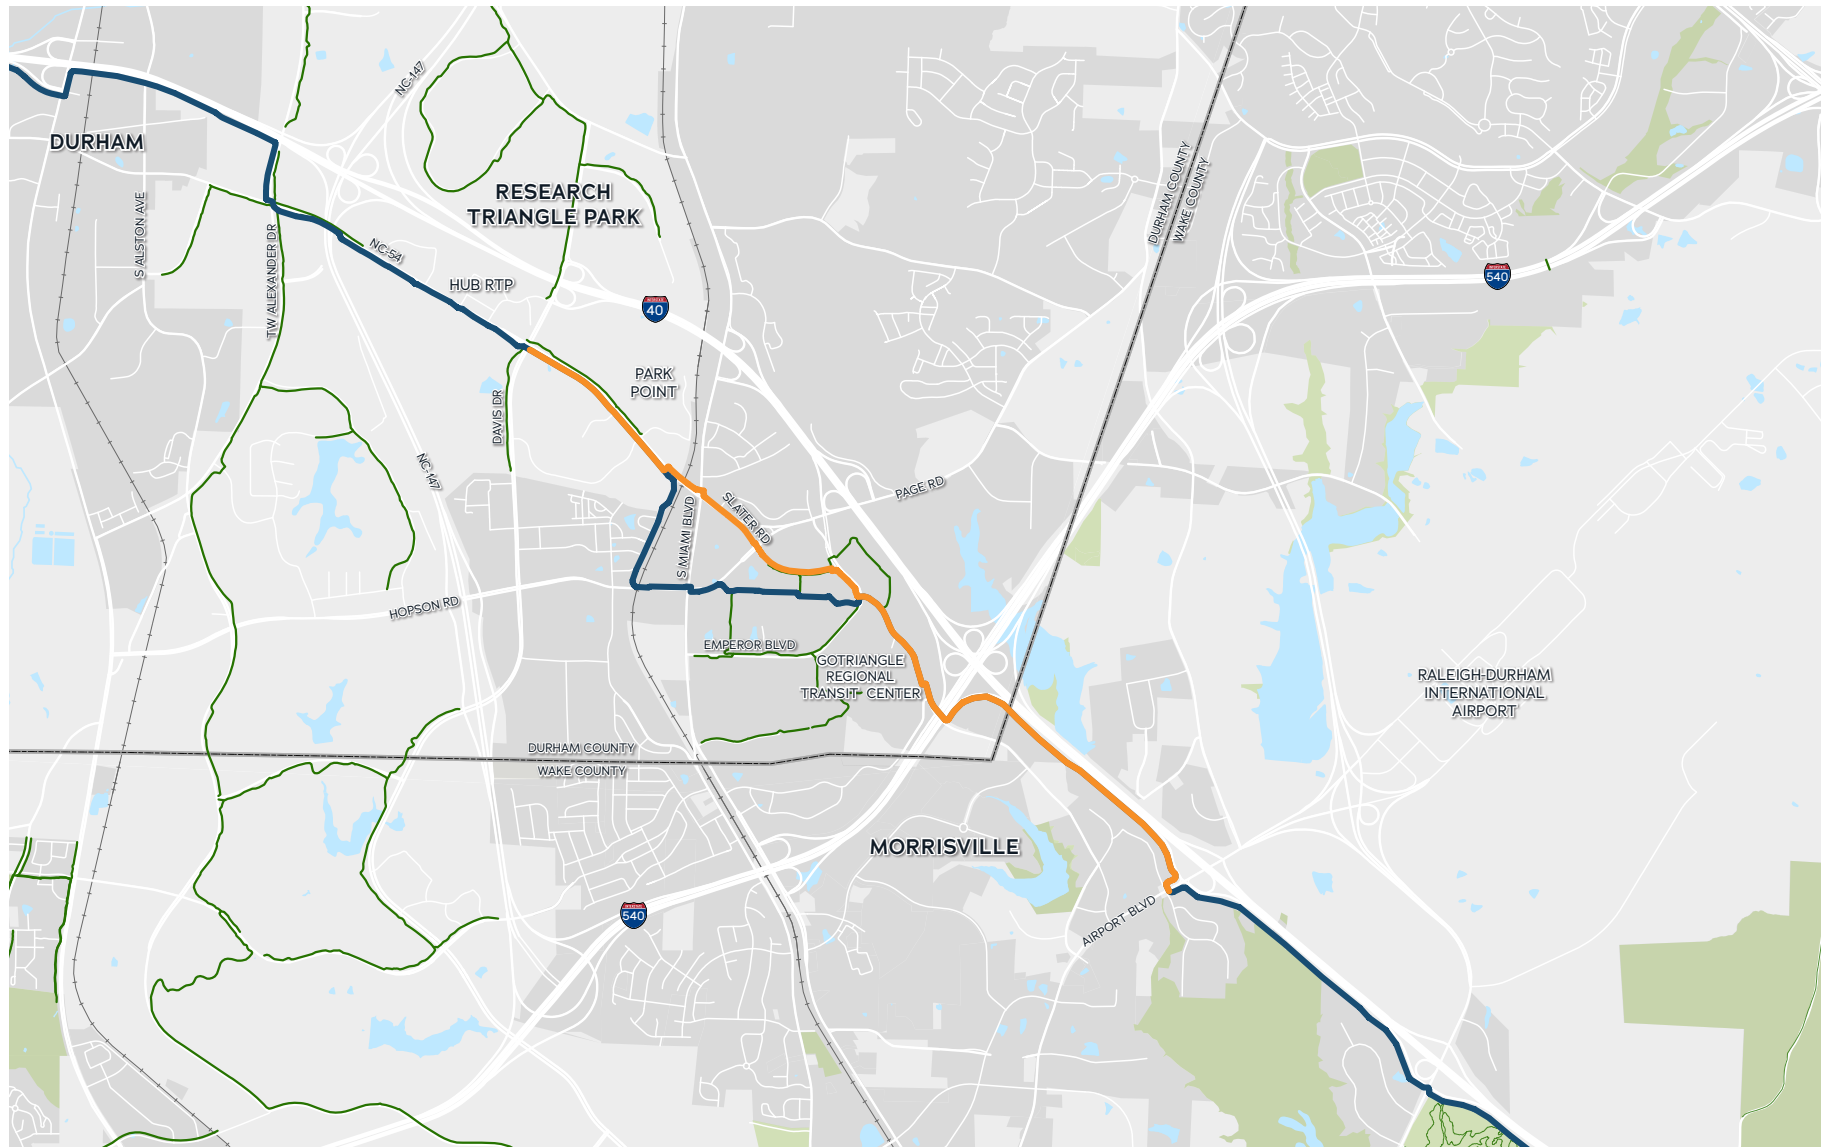 NC-147
DURHAM
RESEARCH
TRIANGLE PARK
DURHAM COUNTY
WAKE COUNTY
S ALSTON AVE
TW ALEXANDER DR
NC-54
HUB RTP
540
40
PARK
POINT
DAVIS DR
NC-147
PAGE RD
SLATER RD
S MIAMI BLVD
HOPSON RD
EMPEROR BLVD
GOTRIANGLE
REGIONAL
TRANSIT CENTER
RALEIGH-DURHAM
INTERNATIONAL
AIRPORT
DURHAM COUNTY
WAKE COUNTY
MORRISVILLE
540
AIRPORT BLVD